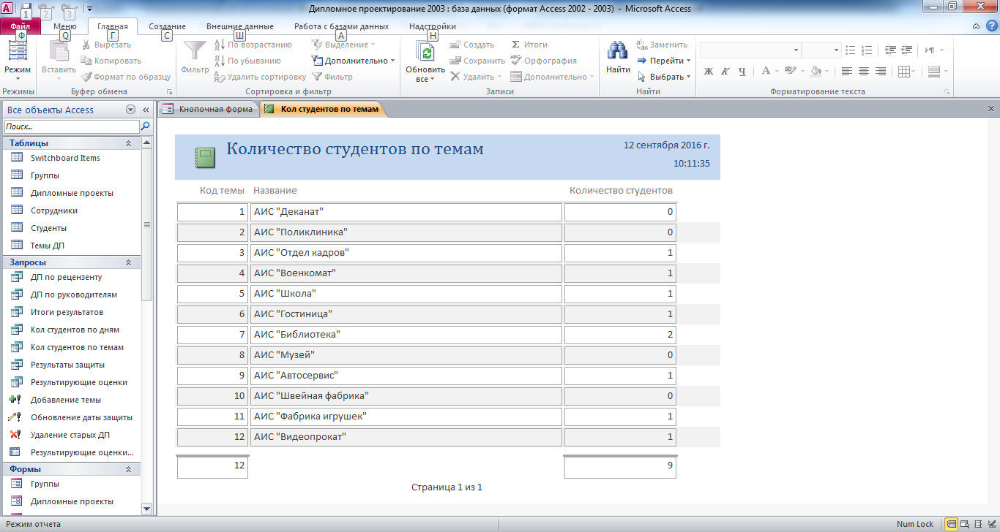 Дипломное проектирование 2003 : база данных (формат Access 2002 - 2003) - Microsoft Access
1 2 3
Файл Меню Главная Создание Внешние данные Работа с базами данных Надстройки
Ф Q Г С Ш А Н
Режим
Режимы
Вставить
Вырезать
Копировать
Формат по образцу
Буфер обмена
Фильтр
По возрастанию
По убыванию
Удалить сортировку
Выделение
Дополнительно
Фильтр
Сортировка и фильтр
Обновить
все
Создать
Сохранить
Удалить
Итоги
Орфография
Дополнительно
Записи
Найти
Заменить
Перейти
Выбрать
Найти
Ж К Ч А
Форматирование текста
Все объекты Access
Поиск...
Таблицы
Switchboard Items
Группы
Дипломные проекты
Сотрудники
Студенты
Темы ДП
Запросы
ДП по рецензенту
ДП по руководителям
Итоги результатов
Кол студентов по дням
Кол студентов по темам
Результаты защиты
Результирующие оценки
Добавление темы
Обновление даты защиты
Удаление старых ДП
Результирующие оценки...
Формы
Группы
Дипломные проекты
Кнопочная форма
Кол студентов по темам
Количество студентов по темам
12 сентября 2016 г.
10:11:35
Код темы Название Количество студентов
1 АИС "Деканат" 0
2 АИС "Поликлиника" 0
3 АИС "Отдел кадров" 1
4 АИС "Военкомат" 1
5 АИС "Школа" 1
6 АИС "Гостиница" 1
7 АИС "Библиотека" 2
8 АИС "Музей" 0
9 АИС "Автосервис" 1
10 АИС "Швейная фабрика" 0
11 АИС "Фабрика игрушек" 1
12 АИС "Видеопрокат" 1
12 9
Страница 1 из 1
Режим отчета
Num Lock